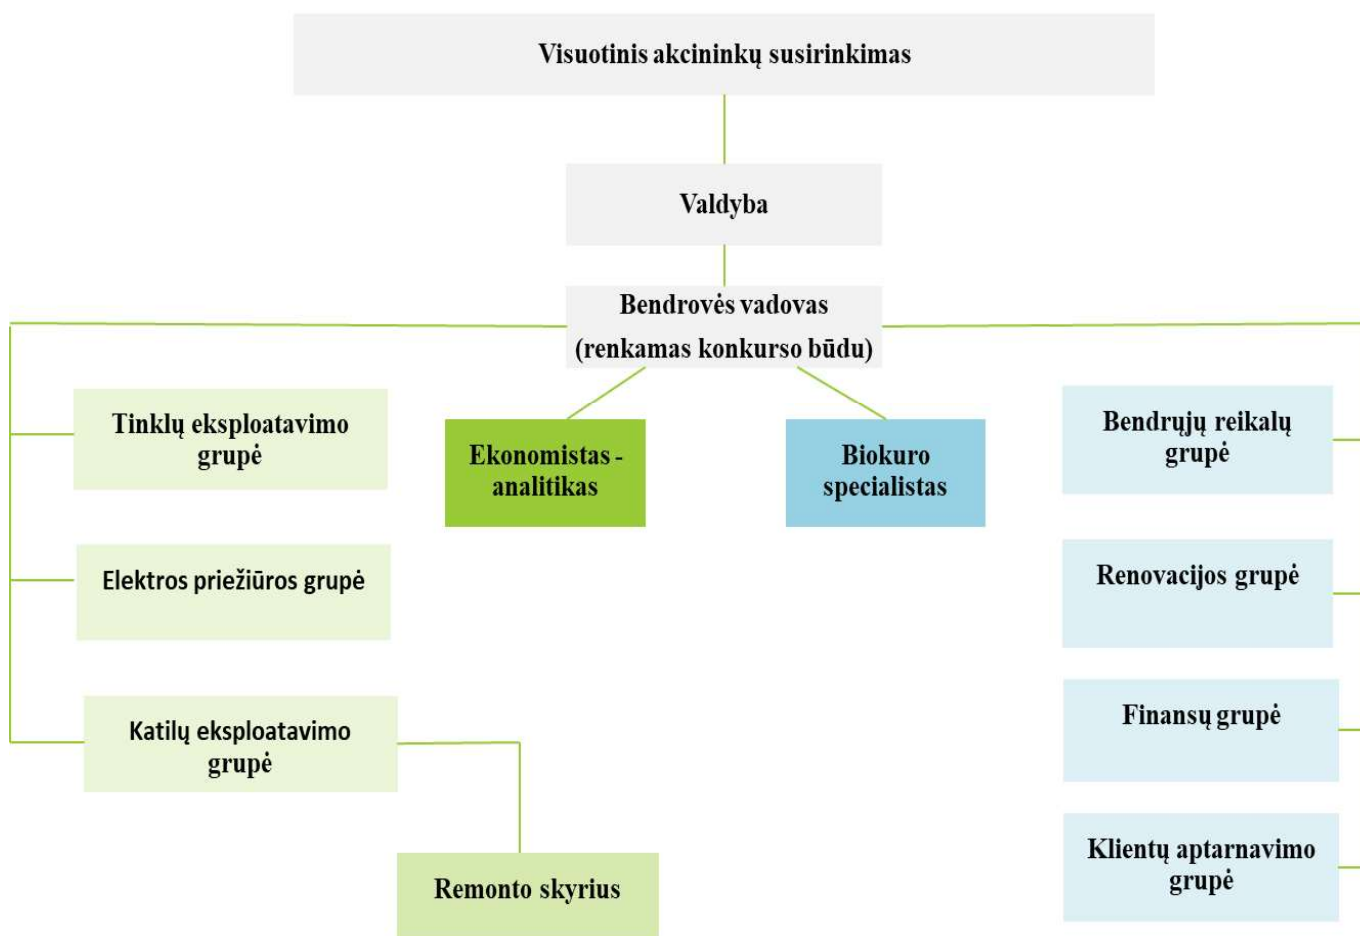 Visuotinis akcininkų susirinkimas
Valdyba
Bendrovės vadovas
(renkamas konkurso būdu)
Tinklų eksploatavimo
grupė
Ekonomistas -
analitikas
Biokuro
specialistas
Bendrųjų reikalų
grupė
Elektros priežiūros grupė
Renovacijos grupė
Katilų eksploatavimo
grupė
Finansų grupė
Remonto skyrius
Klientų aptarnavimo
grupė